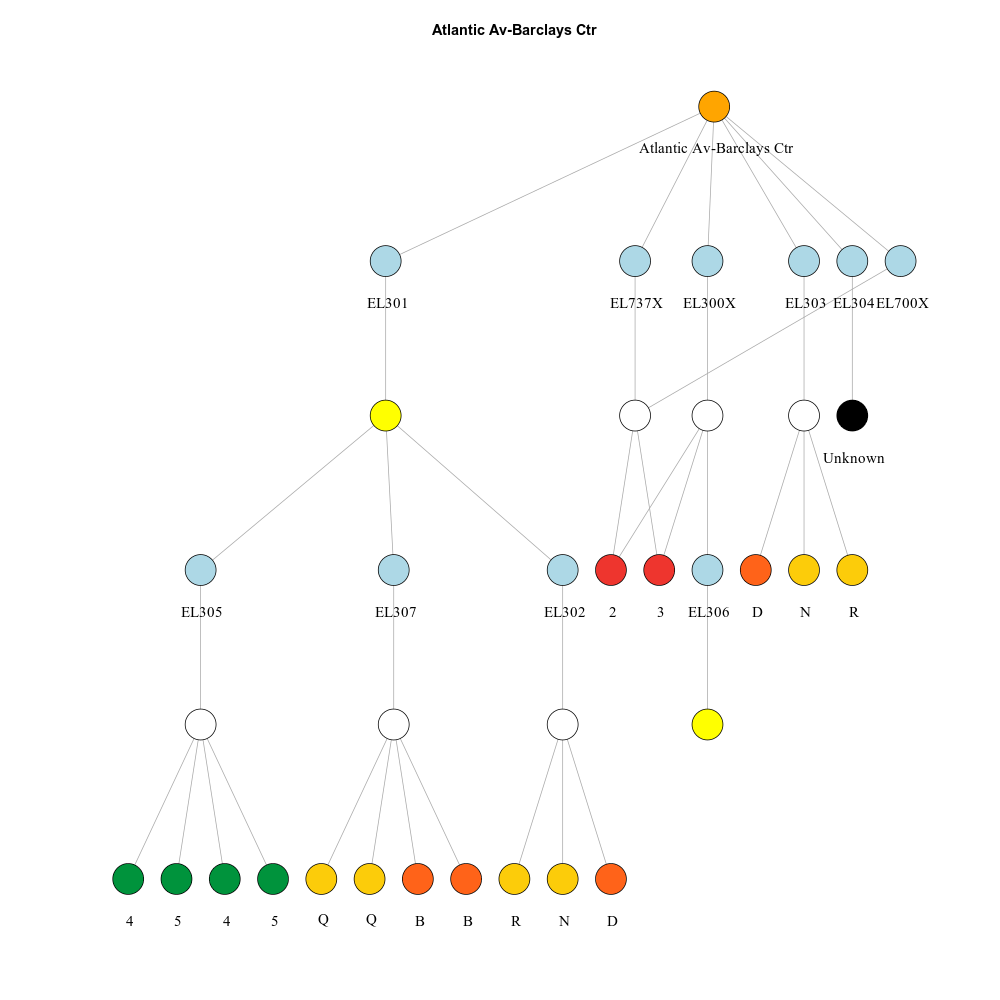 Atlantic Av-Barclays Ctr
Atlantic Av-Barclays Ctr
EL301 EL737X EL300X EL303 EL304 EL700X
Unknown
EL305 EL307 EL302 2 3 EL306 D N R
4 5 4 5 Q Q B B R N D